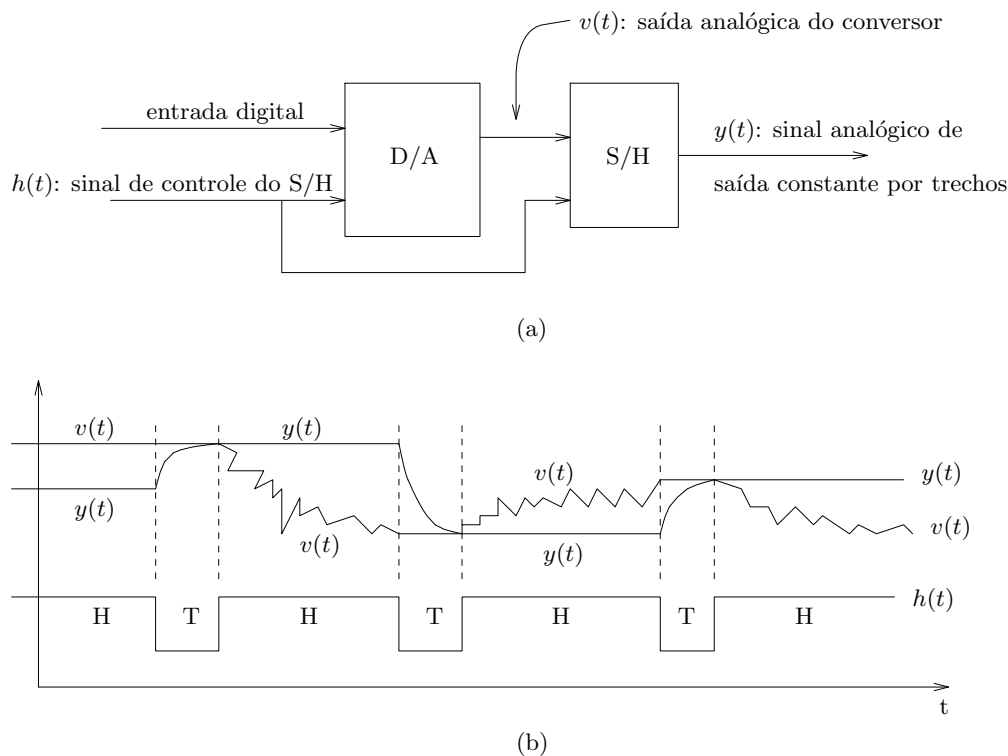 v(t): saída analógica do conversor
entrada digital
D/A
S/H
y(t): sinal analógico de
saída constante por trechos
h(t): sinal de controle do S/H
(a)
v(t)
y(t)
y(t)
v(t)
v(t)
y(t)
y(t)
v(t)
h(t)
H
T
H
T
H
T
H
t
(b)